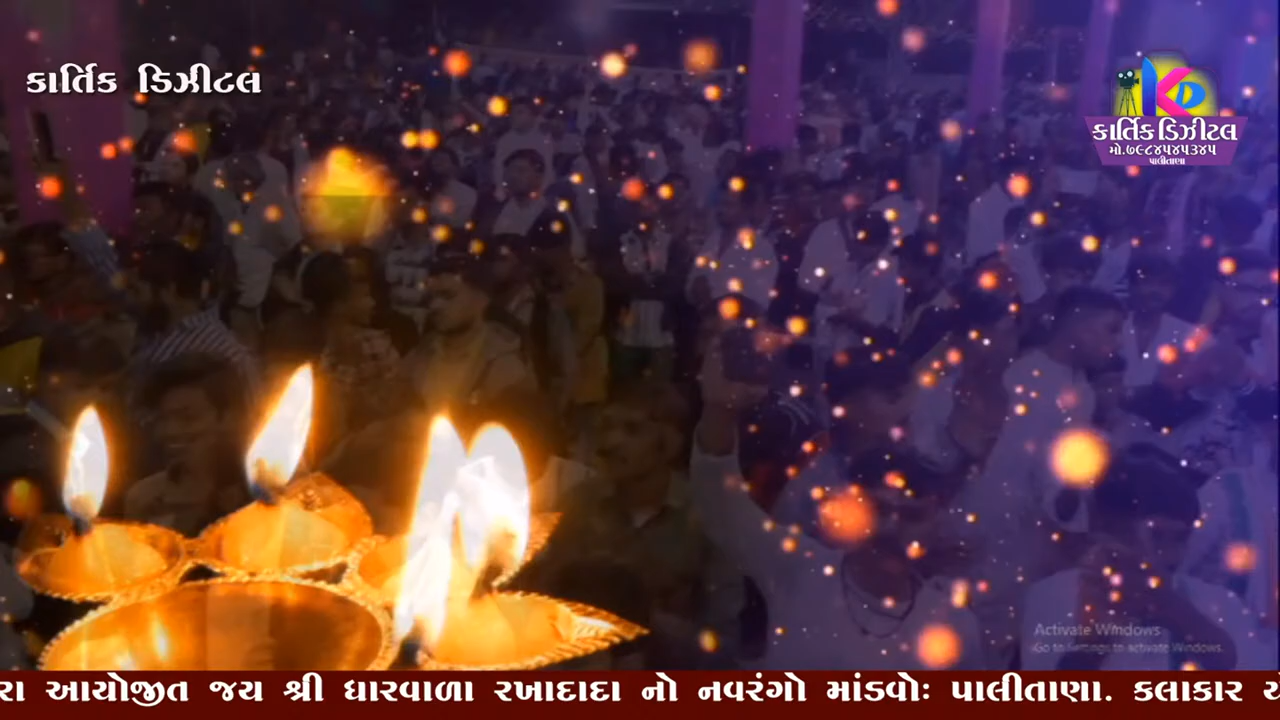 કાર્તિક ડિઝીટલ
કાર્તિક ડિઝીટલ
મો.૭૯૮૪૫૪૫૩૪૫
પાલીતાણા
Activate Windows
Go to Settings to activate Windows.
રા આયોજીત જય શ્રી ધારવાળા રખાદાદા નો નવરંગો માંડવોઃ પાલીતાણા. કલાકાર